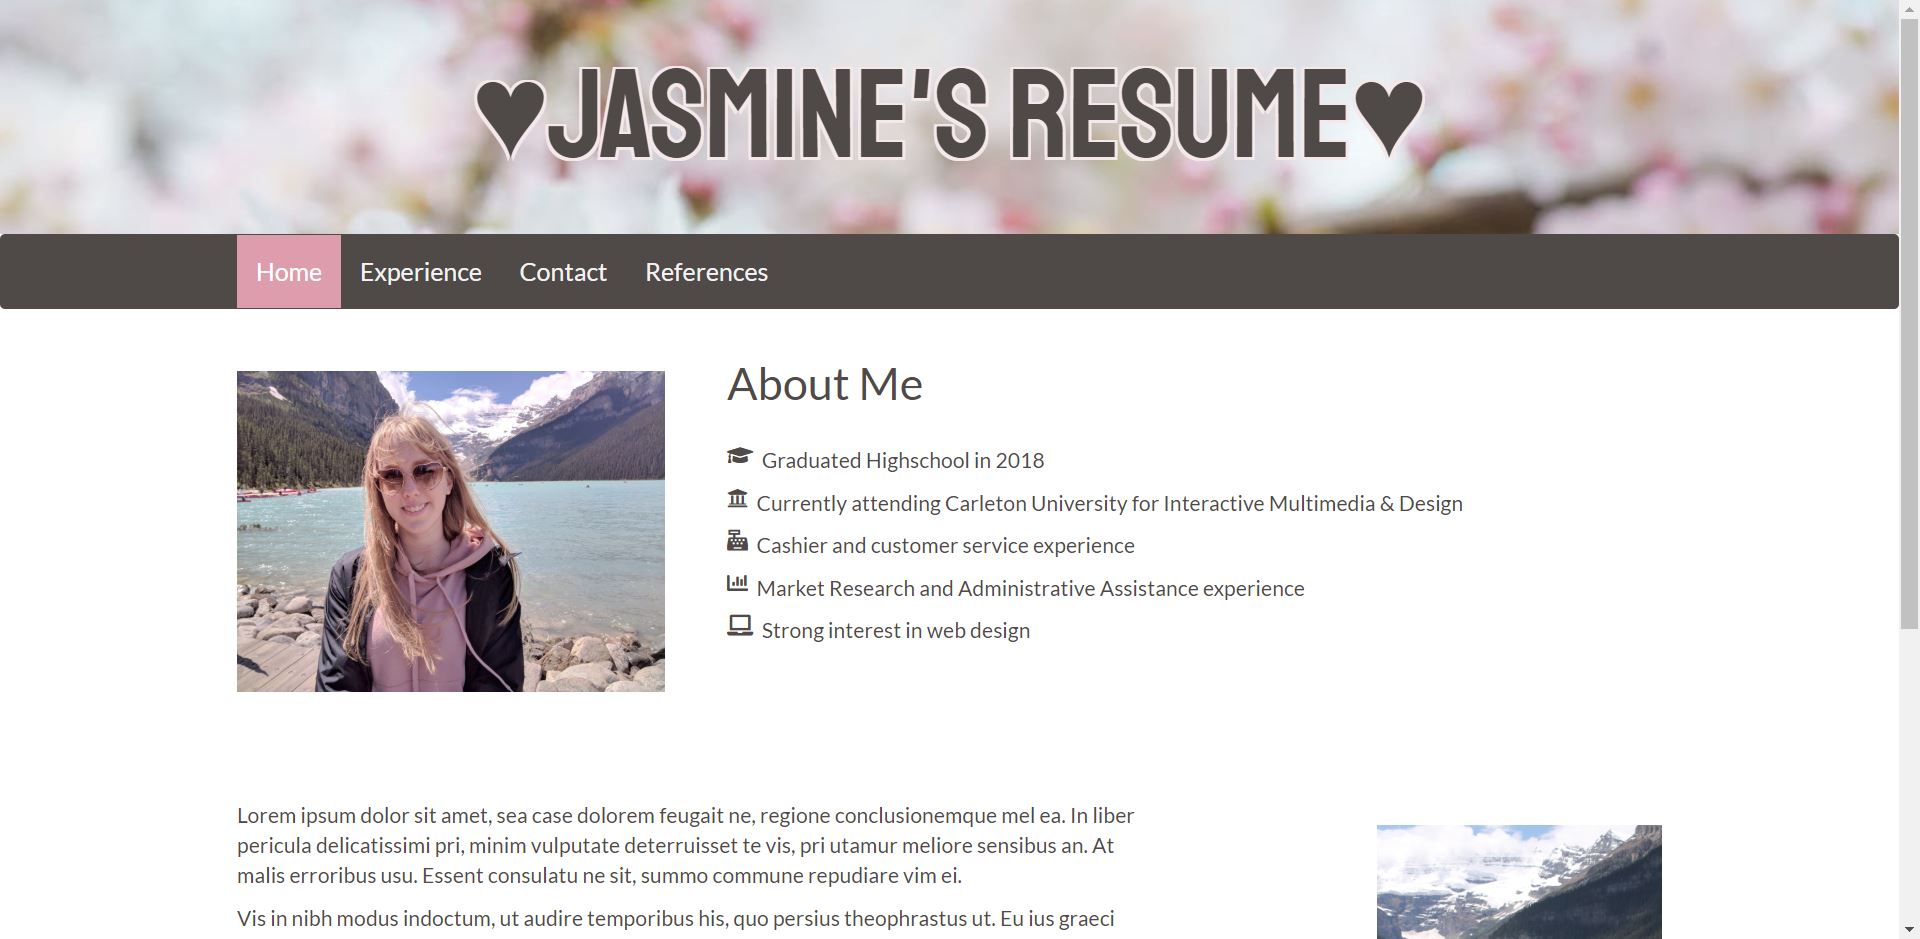 ♥JASMINE'S RESUME♥
Home Experience Contact References
About Me
Graduated Highschool in 2018
Currently attending Carleton University for Interactive Multimedia & Design
Cashier and customer service experience
Market Research and Administrative Assistance experience
Strong interest in web design
Lorem ipsum dolor sit amet, sea case dolorem feugait ne, regione conclusionemque mel ea. In liber
pericula delicatissimi pri, minim vulputate deterruisset te vis, pri utamur meliore sensibus an. At
malis erroribus usu. Essent consulatu ne sit, summo commune repudiare vim ei.
Vis in nibh modus indoctum, ut audire temporibus his, quo persius theophrastus ut. Eu ius graeci